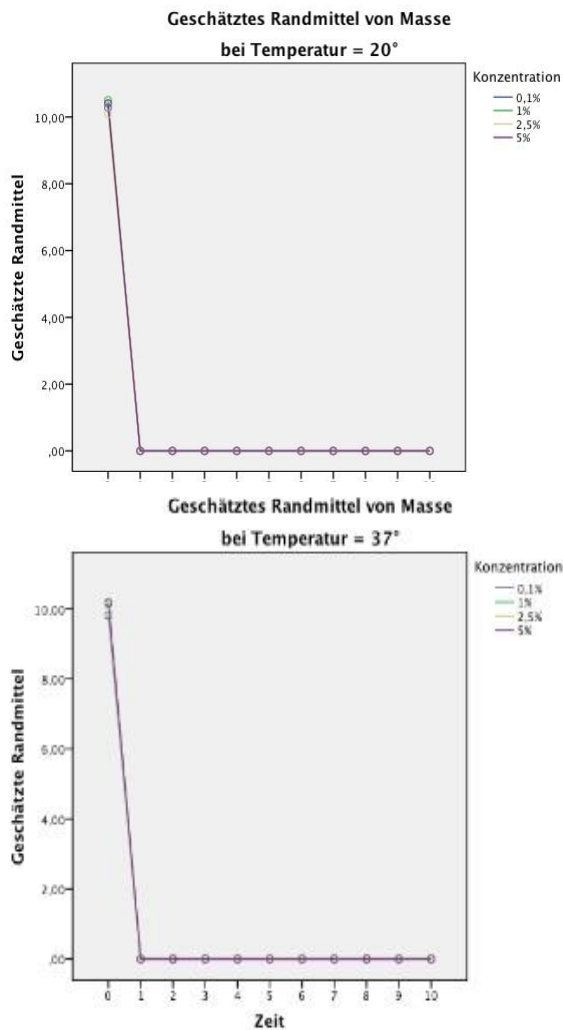 Geschätztes Randmittel von Masse
bei Temperatur = 20°
Konzentration
0,1%
1%
2,5%
5%
Geschätzte Randmittel
10,00
8,00
6,00
4,00
2,00
,00
Geschätztes Randmittel von Masse
bei Temperatur = 37°
Konzentration
0,1%
1%
2,5%
5%
Geschätzte Randmittel
10,00
8,00
6,00
4,00
2,00
,00
0 1 2 3 4 5 6 7 8 9 10
Zeit